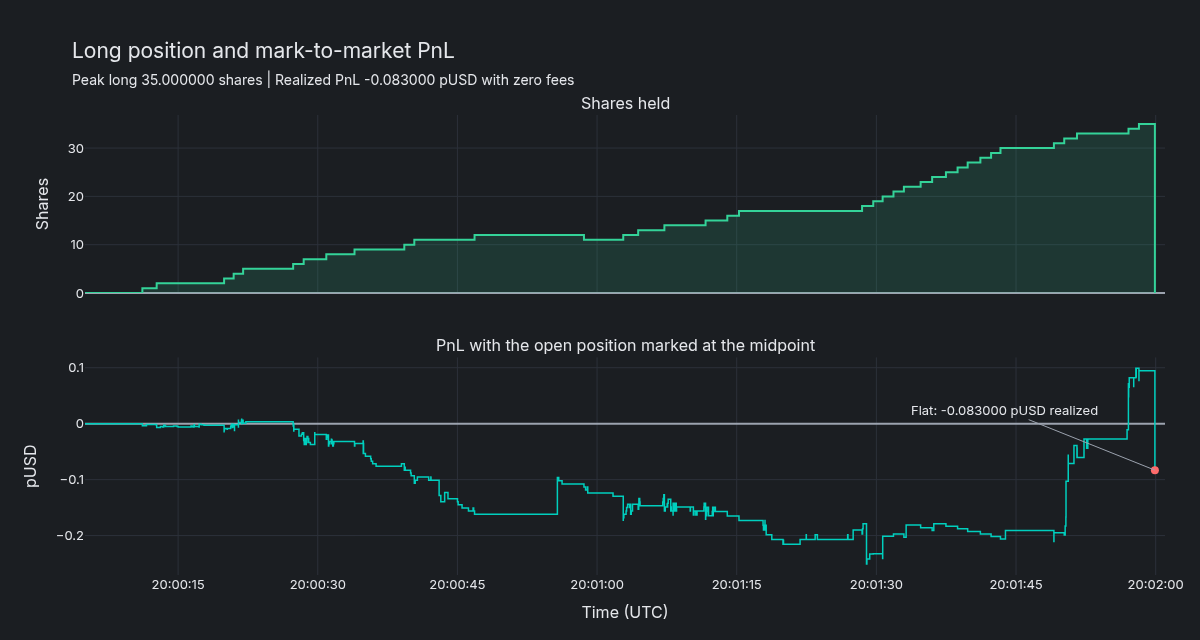 Long position and mark-to-market PnL
Peak long 35.000000 shares | Realized PnL -0.083000 pUSD with zero fees
Shares held
30
20
10
0
Shares
PnL with the open position marked at the midpoint
0.1
0
−0.1
−0.2
pUSD
Flat: -0.083000 pUSD realized
20:00:15 20:00:30 20:00:45 20:01:00 20:01:15 20:01:30 20:01:45 20:02:00
Time (UTC)